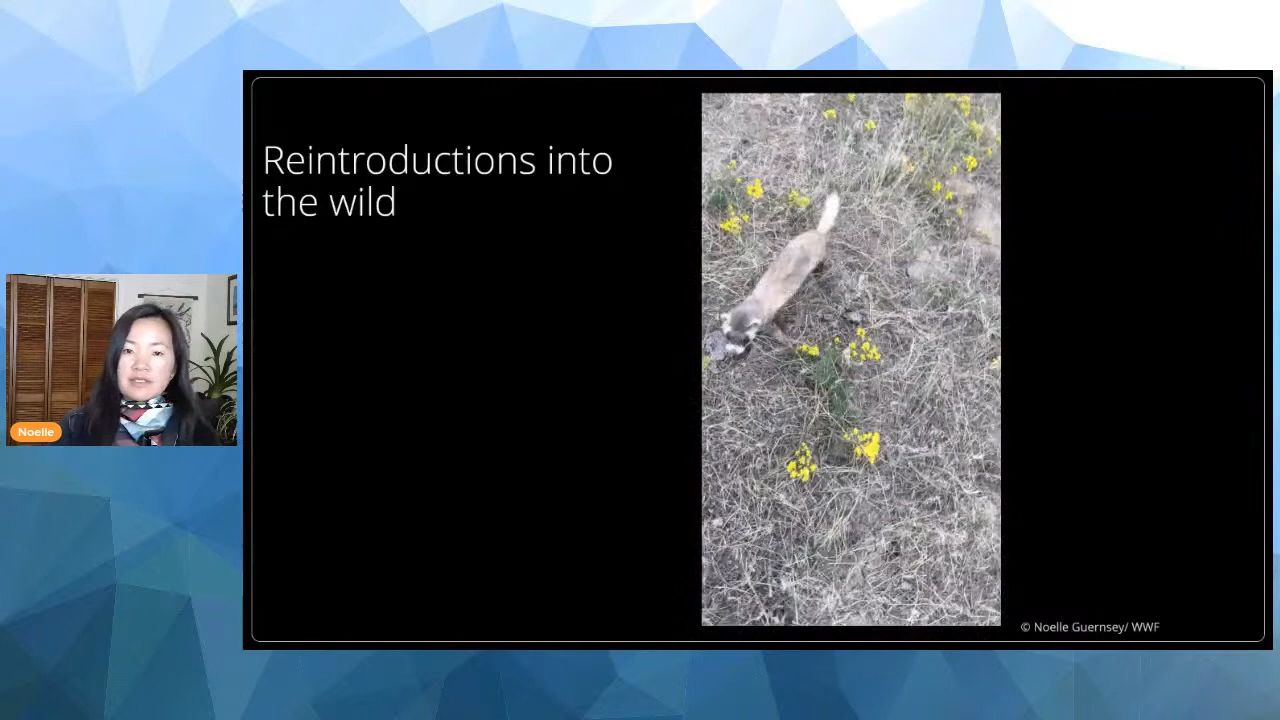 Reintroductions into
the wild
Noelle
© Noelle Guernsey/ WWF